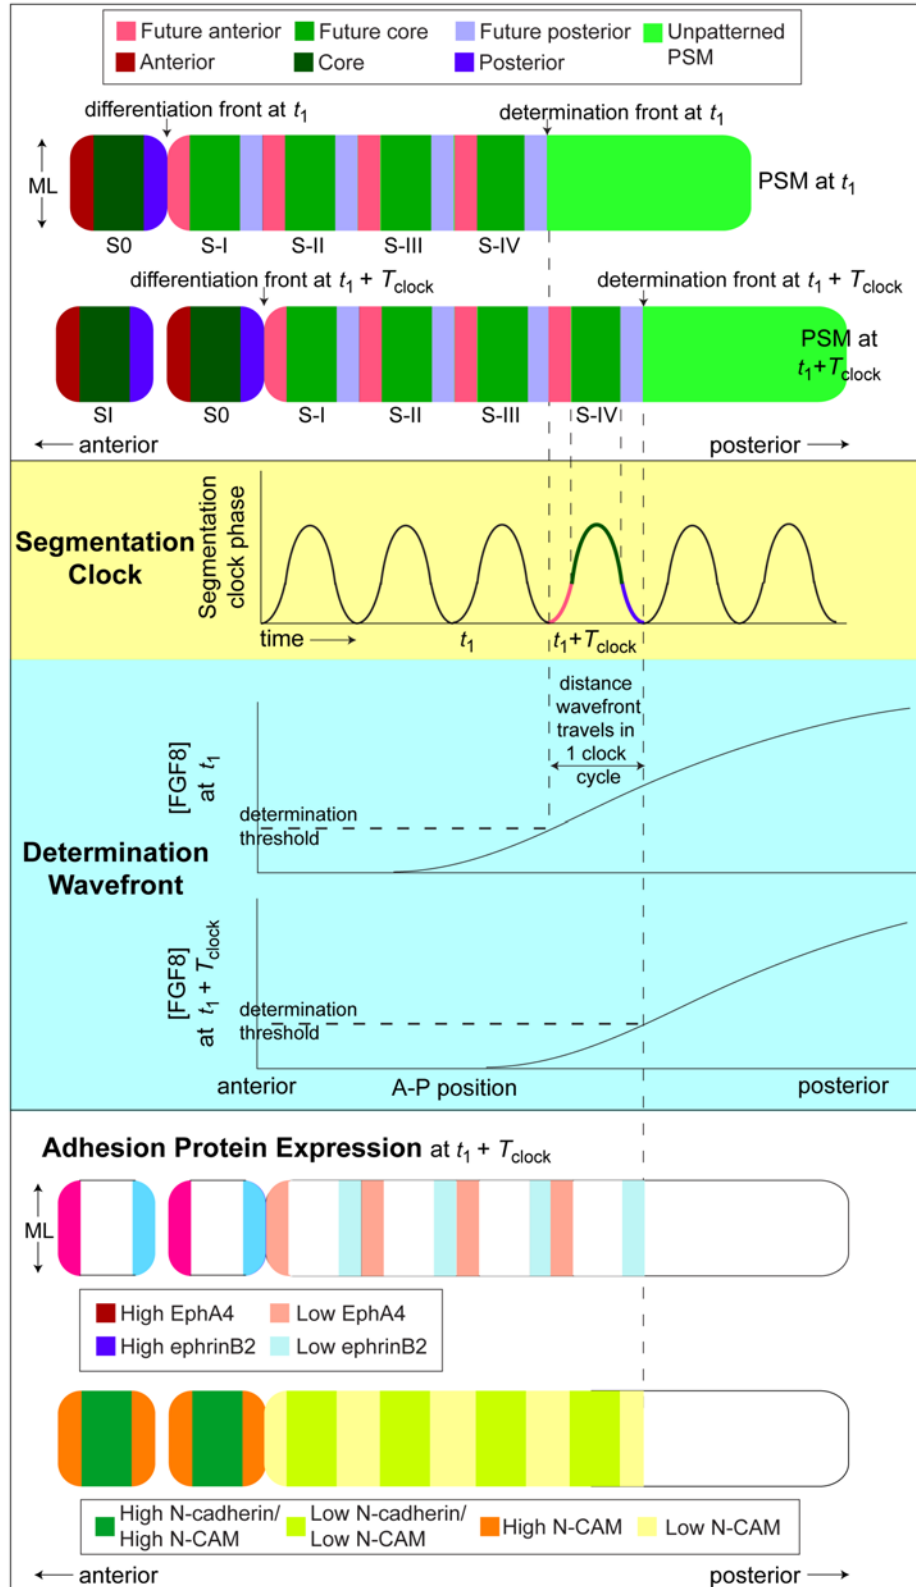 Future anterior Future core Future posterior Unpatterned PSM
Anterior Core Posterior
differentiation front at t1
determination front at t1
ML
PSM at t1
S0 S-I S-II S-III S-IV
differentiation front at t1 + Tclock
determination front at t1 + Tclock
PSM at
t1+Tclock
SI S0 S-I S-II S-III S-IV
anterior posterior
Segmentation
Clock
Segmentation
clock phase
time t1 t1+Tclock
distance
wavefront
travels in
1 clock
cycle
[FGF8]
at t1
determination
threshold
Determination
Wavefront
[FGF8]
at t1 + Tclock
determination
threshold
anterior A-P position posterior
Adhesion Protein Expression at t1 + Tclock
ML
High EphA4 Low EphA4
High ephrinB2 Low ephrinB2
High N-cadherin/ Low N-cadherin/ High N-CAM Low N-CAM
High N-CAM Low N-CAM
anterior posterior